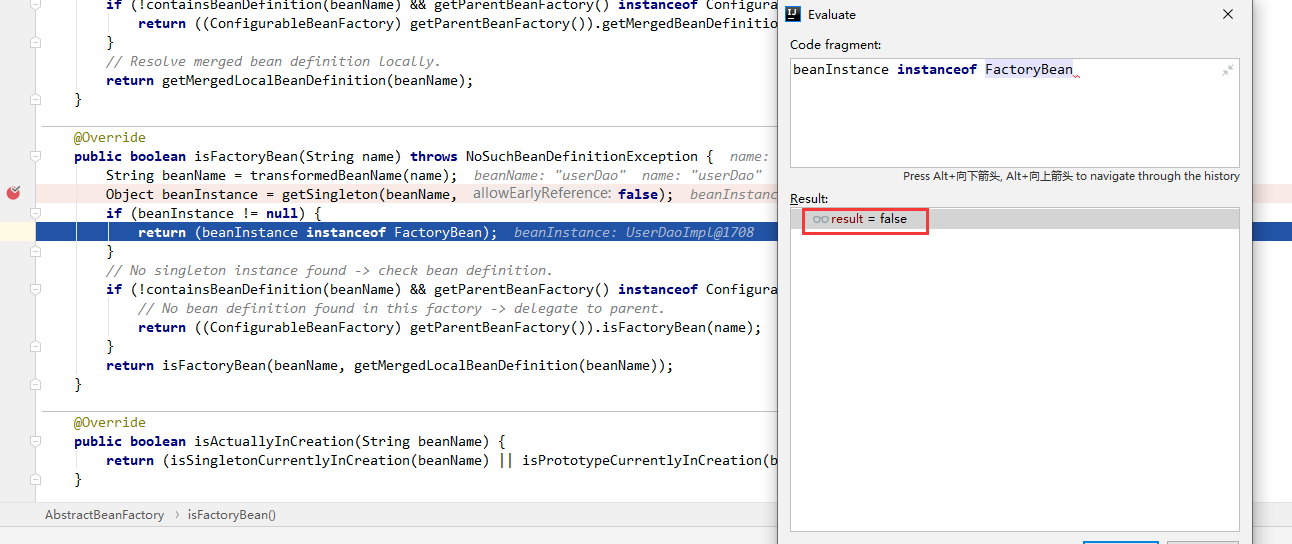 if (!containsBeanDefinition(beanName) && getParentBeanFactory() instanceof Configura
return ((ConfigurableBeanFactory) getParentBeanFactory()).getMergedBeanDefinitio
}
// Resolve merged bean definition locally.
return getMergedLocalBeanDefinition(beanName);
}
@Override
public boolean isFactoryBean(String name) throws NoSuchBeanDefinitionException { name:
String beanName = transformedBeanName(name); beanName: "userDao" name: "userDao"
Object beanInstance = getSingleton(beanName, allowEarlyReference: false); beanInstanc
if (beanInstance != null) {
return (beanInstance instanceof FactoryBean); beanInstance: UserDaoImpl@1708
}
// No singleton instance found -> check bean definition.
if (!containsBeanDefinition(beanName) && getParentBeanFactory() instanceof Configura
// No bean definition found in this factory -> delegate to parent.
return ((ConfigurableBeanFactory) getParentBeanFactory()).isFactoryBean(name);
}
return isFactoryBean(beanName, getMergedLocalBeanDefinition(beanName));
}
@Override
public boolean isActuallyInCreation(String beanName) {
return (isSingletonCurrentlyInCreation(beanName) || isPrototypeCurrentlyInCreation(b
}
AbstractBeanFactory › isFactoryBean()
IJ Evaluate
Code fragment:
beanInstance instanceof FactoryBean
Press Alt+向下箭头, Alt+向上箭头 to navigate through the history
Result:
result = false